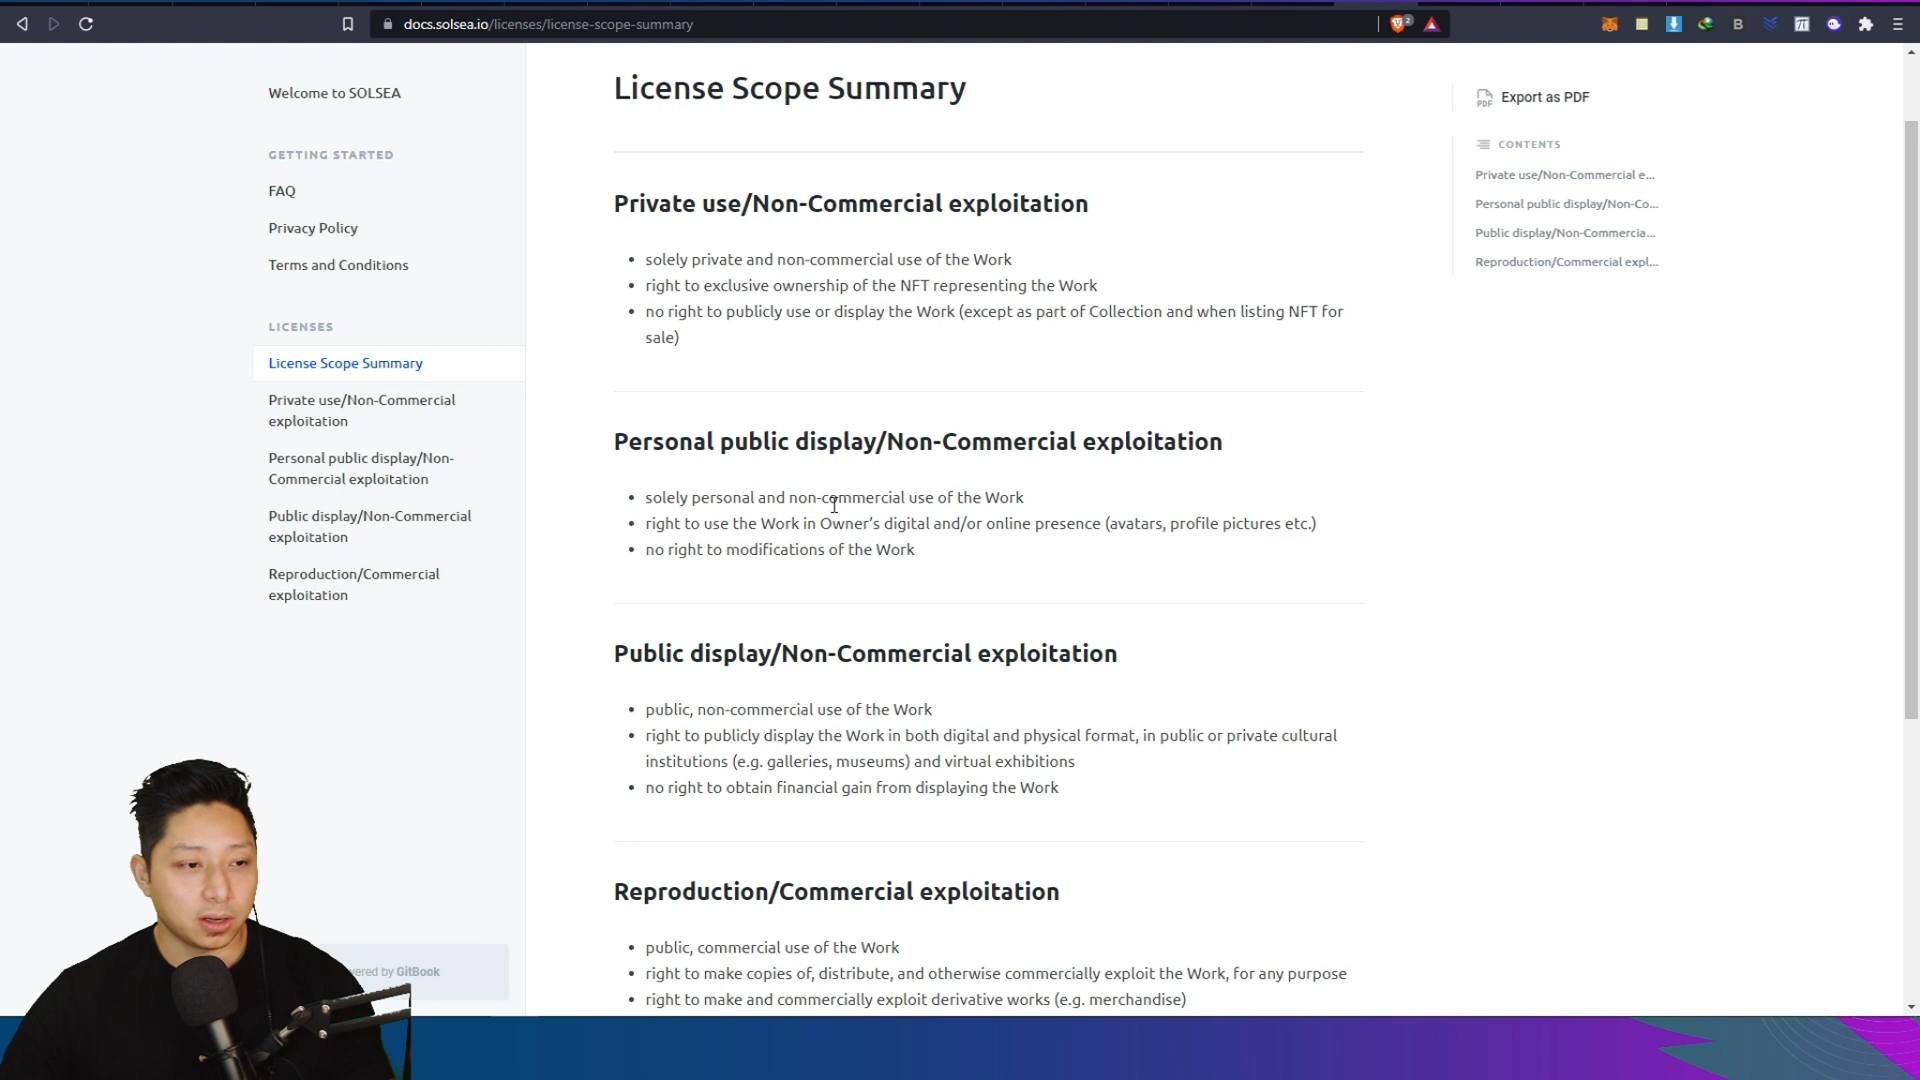 docs.solsea.io/licenses/license-scope-summary
2
B
Welcome to SOLSEA
GETTING STARTED
FAQ
Privacy Policy
Terms and Conditions
LICENSES
License Scope Summary
Private use/Non-Commercial
exploitation
Personal public display/Non-
Commercial exploitation
Public display/Non-Commercial
exploitation
Reproduction/Commercial
exploitation
by GitBook
License Scope Summary
Private use/Non-Commercial exploitation
• solely private and non-commercial use of the Work
• right to exclusive ownership of the NFT representing the Work
• no right to publicly use or display the Work (except as part of Collection and when listing NFT for
sale)
Personal public display/Non-Commercial exploitation
• solely personal and non-commercial use of the Work
• right to use the Work in Owner’s digital and/or online presence (avatars, profile pictures etc.)
• no right to modifications of the Work
Public display/Non-Commercial exploitation
• public, non-commercial use of the Work
• right to publicly display the Work in both digital and physical format, in public or private cultural
institutions (e.g. galleries, museums) and virtual exhibitions
• no right to obtain financial gain from displaying the Work
Reproduction/Commercial exploitation
• public, commercial use of the Work
• right to make copies of, distribute, and otherwise commercially exploit the Work, for any purpose
• right to make and commercially exploit derivative works (e.g. merchandise)
PDF
Export as PDF
CONTENTS
Private use/Non-Commercial e...
Personal public display/Non-Co...
Public display/Non-Commercia...
Reproduction/Commercial expl...